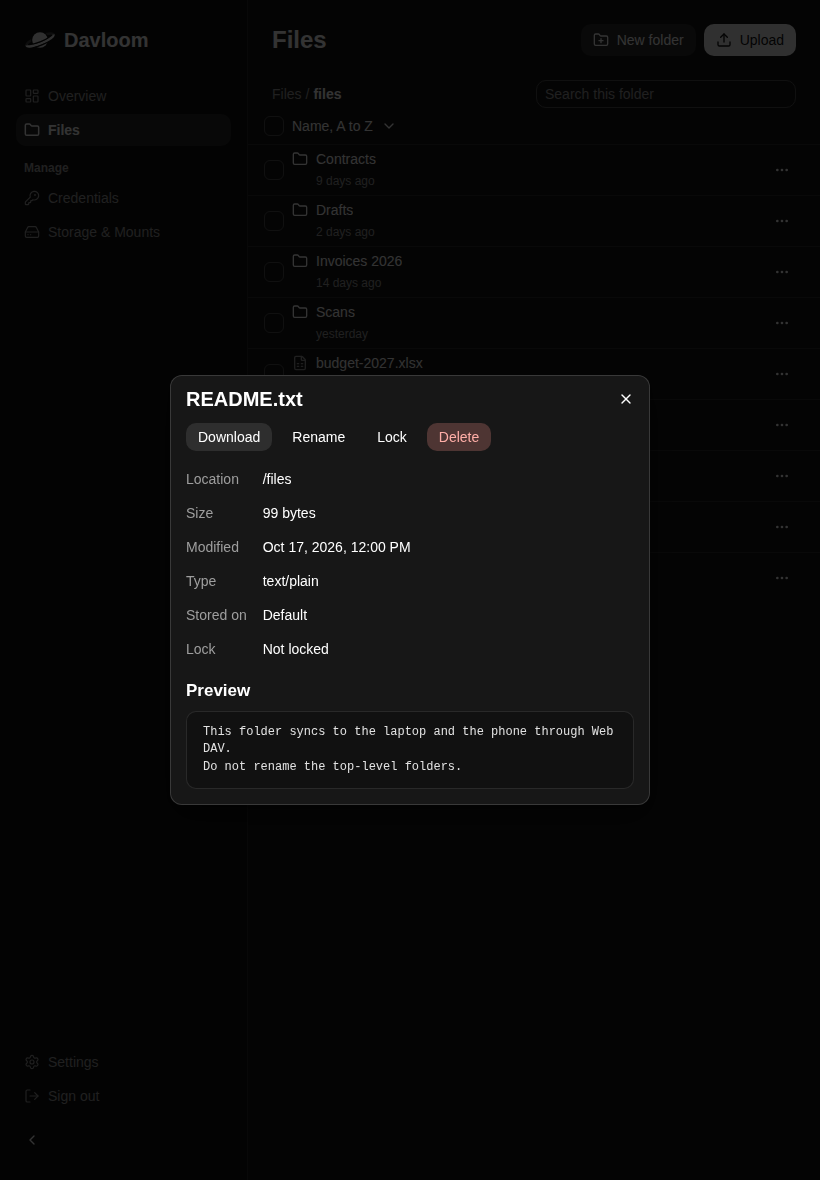 Davloom
Overview
Files
Manage
Credentials
Storage & Mounts
Settings
Sign out
Files
New folder
Upload
Files / files
Search this folder
Name, A to Z
Contracts
9 days ago
Drafts
2 days ago
Invoices 2026
14 days ago
Scans
yesterday
budget-2027.xlsx
README.txt
Download Rename Lock Delete
Location /files
Size 99 bytes
Modified Oct 17, 2026, 12:00 PM
Type text/plain
Stored on Default
Lock Not locked
Preview
This folder syncs to the laptop and the phone through Web
DAV.
Do not rename the top-level folders.